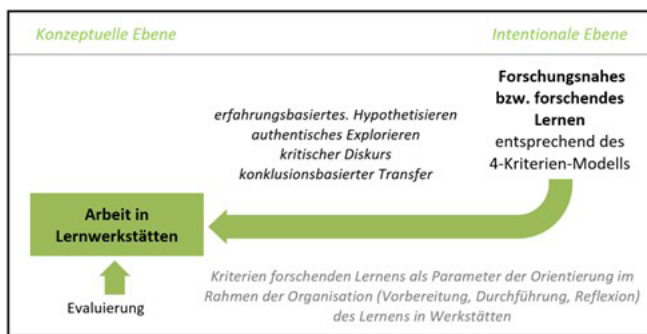 Konzeptuelle Ebene
Intentionale Ebene
Forschungsnahes
bzw. forschendes
Lernen
entsprechend des
4-Kriterien-Modells
erfahrungsbasiertes. Hypothetisieren
authentisches Explorieren
kritischer Diskurs
konklusionsbasierter Transfer
Arbeit in
Lernwerkstätten
Evaluierung
Kriterien forschenden Lernens als Parameter der Orientierung im
Rahmen der Organisation (Vorbereitung, Durchführung, Reflexion)
des Lernens in Werkstätten